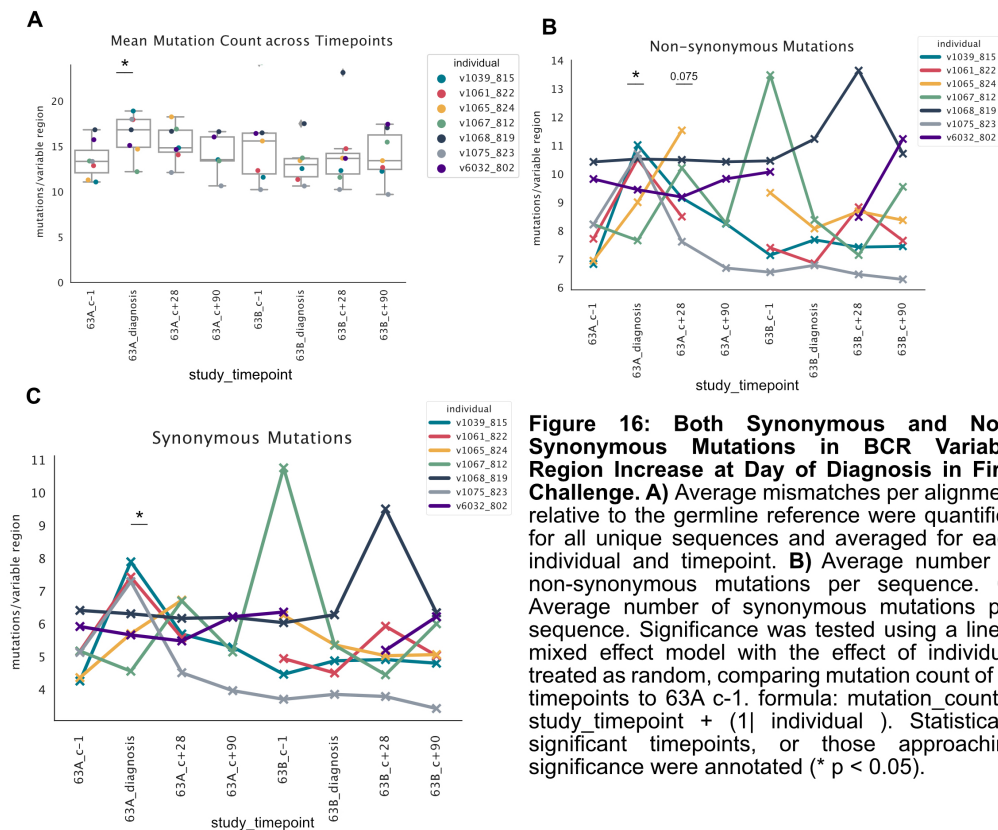 A
Mean Mutation Count across Timepoints
*
mutations/variable region
20
15
10
5
0
63A_c−1
63A_diagnosis
63A_c+28
63A_c+90
63B_c−1
63B_diagnosis
63B_c+28
63B_c+90
study_timepoint
individual
v1039_815
v1061_822
v1065_824
v1067_812
v1068_819
v1075_823
v6032_802
B
Non-synonymous Mutations
*
0.075
mutations/variable region
14
13
12
11
10
9
8
7
6
63A_c−1
63A_diagnosis
63A_c+28
63A_c+90
63B_c−1
63B_diagnosis
63B_c+28
63B_c+90
study_timepoint
individual
v1039_815
v1061_822
v1065_824
v1067_812
v1068_819
v1075_823
v6032_802
C
Synonymous Mutations
*
mutations/variable region
11
10
9
8
7
6
5
4
63A_c−1
63A_diagnosis
63A_c+28
63A_c+90
63B_c−1
63B_diagnosis
63B_c+28
63B_c+90
study_timepoint
individual
v1039_815
v1061_822
v1065_824
v1067_812
v1068_819
v1075_823
v6032_802
Figure 16: Both Synonymous and No
Synonymous Mutations in BCR Variab
Region Increase at Day of Diagnosis in Fir
Challenge. A) Average mismatches per alignme
relative to the germline reference were quantifie
for all unique sequences and averaged for ea
individual and timepoint. B) Average number
non-synonymous mutations per sequence.
Average number of synonymous mutations p
sequence. Significance was tested using a line
mixed effect model with the effect of individu
treated as random, comparing mutation count of
timepoints to 63A c-1. formula: mutation_count
study_timepoint + (1| individual ). Statistica
significant timepoints, or those approachin
significance were annotated (* p < 0.05).